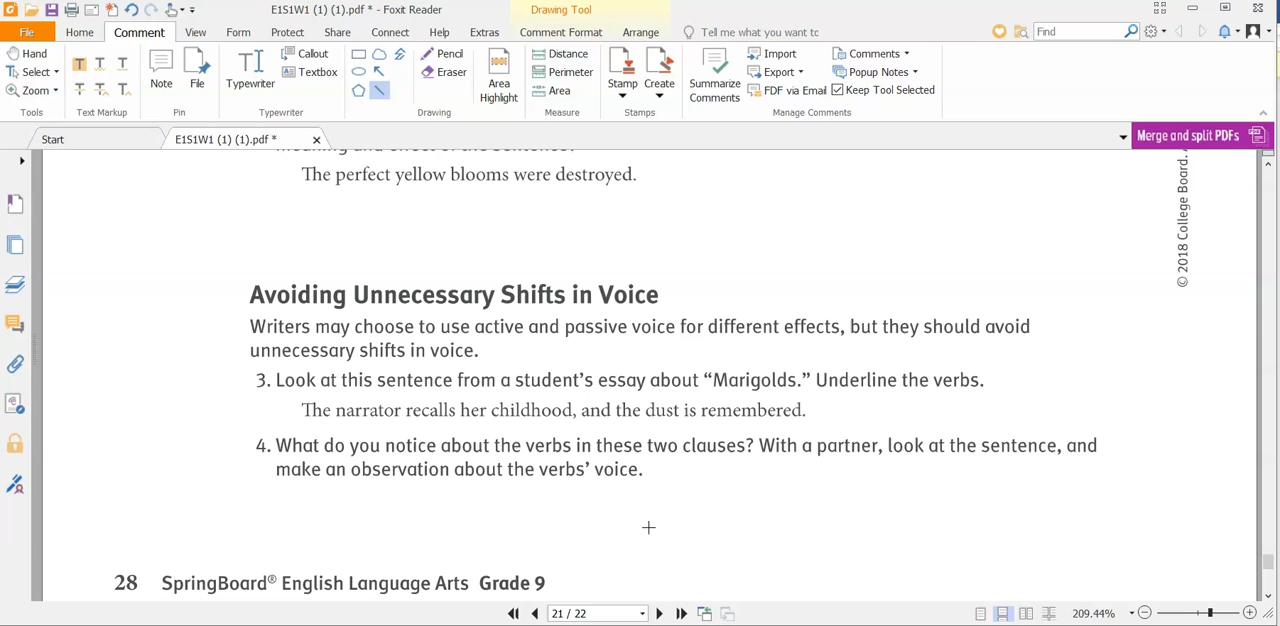 E1S1W1 (1) (1).pdf * - Foxit Reader
Drawing Tool
File
Home
Comment
View
Form
Protect
Share
Connect
Help
Extras
Comment Format
Arrange
Tell me what you want tc
Find
Hand
Select
Zoom
Tools
Text Markup
Note
File
Pin
Typewriter
Callout
Textbox
Typewriter
Pencil
Eraser
Drawing
Area
Highlight
Distance
Perimeter
Area
Measure
Stamp
Create
Stamps
Summarize
Comments
Import
Export
FDF via Email
Comments
Popup Notes
Keep Tool Selected
Manage Comments
Start
E1S1W1 (1) (1).pdf *
Merge and split PDFs
meaning and effect of the sentence?
The perfect yellow blooms were destroyed.
© 2018 College Board.
Avoiding Unnecessary Shifts in Voice
Writers may choose to use active and passive voice for different effects, but they should avoid
unnecessary shifts in voice.
3. Look at this sentence from a student’s essay about “Marigolds.” Underline the verbs.
The narrator recalls her childhood, and the dust is remembered.
4. What do you notice about the verbs in these two clauses? With a partner, look at the sentence, and
make an observation about the verbs’ voice.
28 SpringBoard® English Language Arts Grade 9
21 / 22
209.44%